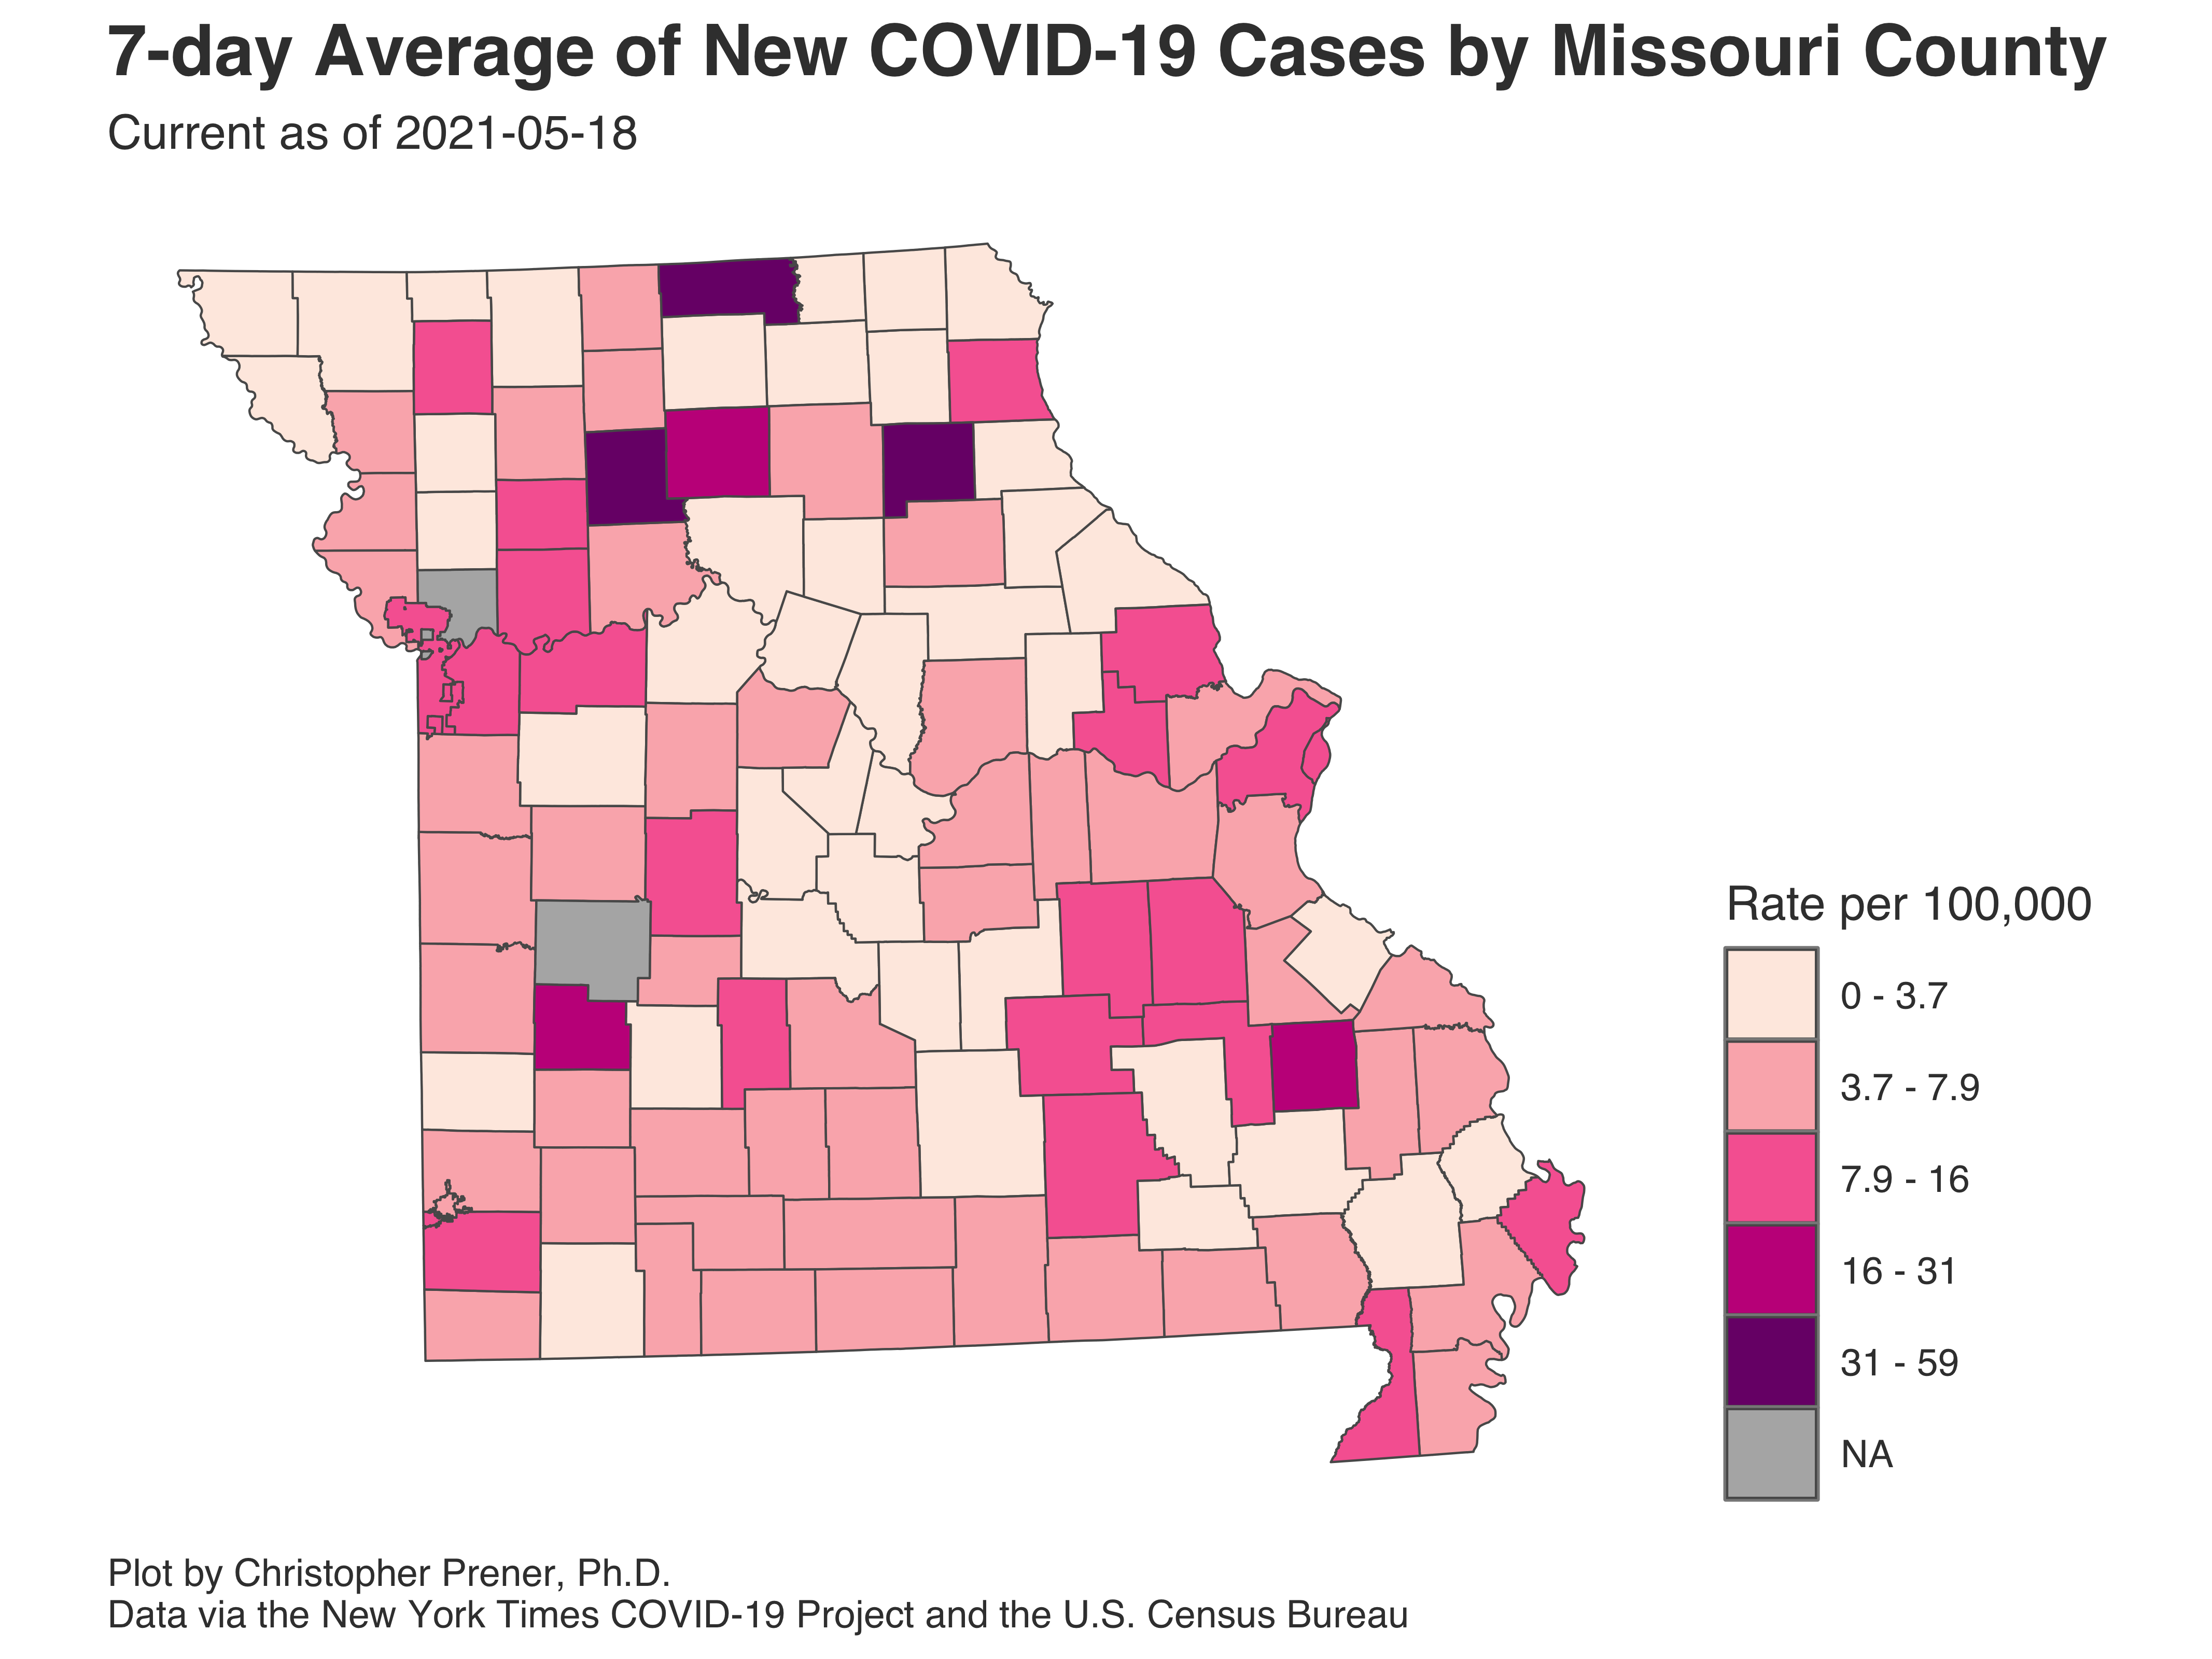 7-day Average of New COVID-19 Cases by Missouri County
Current as of 2021-05-18
Rate per 100,000
0 - 3.7
3.7 - 7.9
7.9 - 16
16 - 31
31 - 59
NA
Plot by Christopher Prener, Ph.D.
Data via the New York Times COVID-19 Project and the U.S. Census Bureau